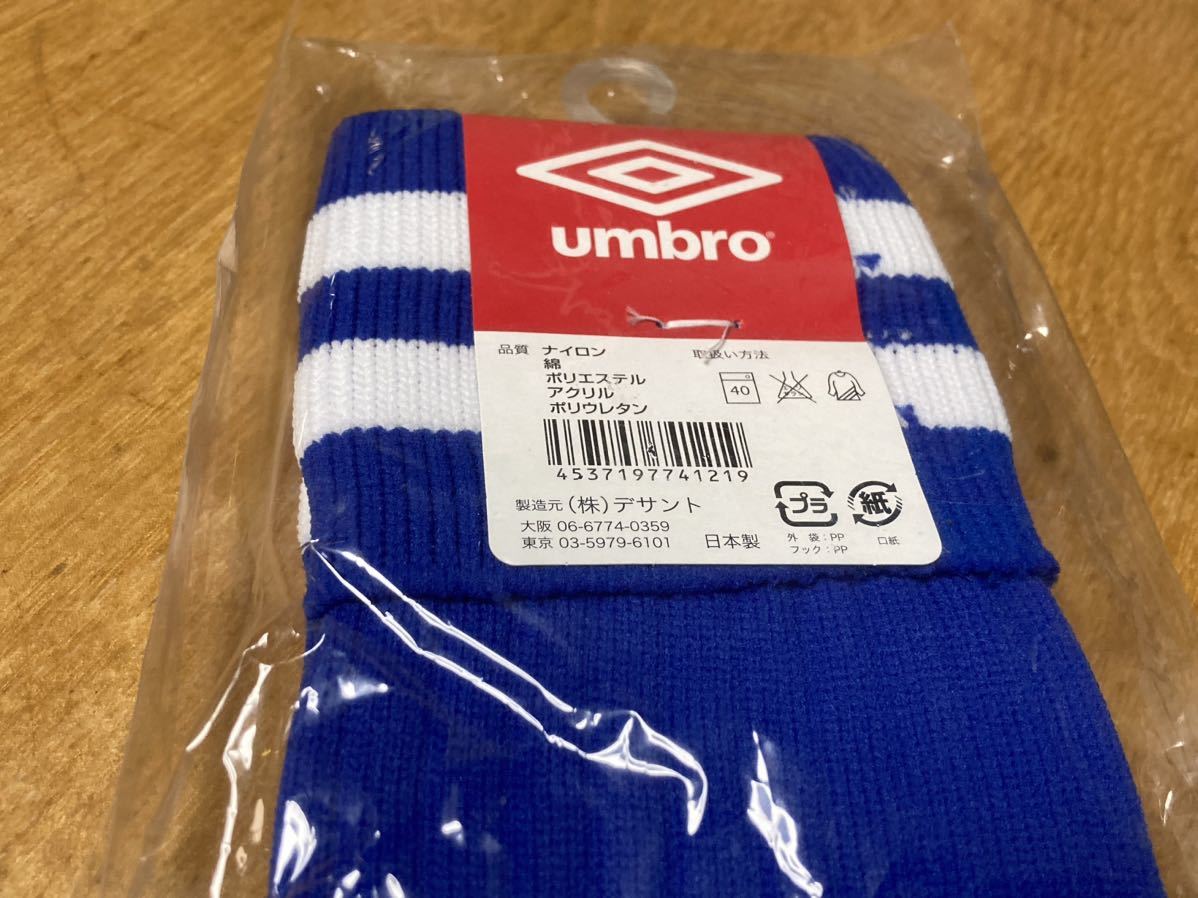 umbro
品質 ナイロン
綿
ポリエステル
アクリル
ポリウレタン
取扱い方法
40
4537197741219
製造元 (株)デサント
大阪 06-6774-0359
東京 03-5979-6101
日本製
プラ
外 袋:PP
フック:PP
紙
口紙